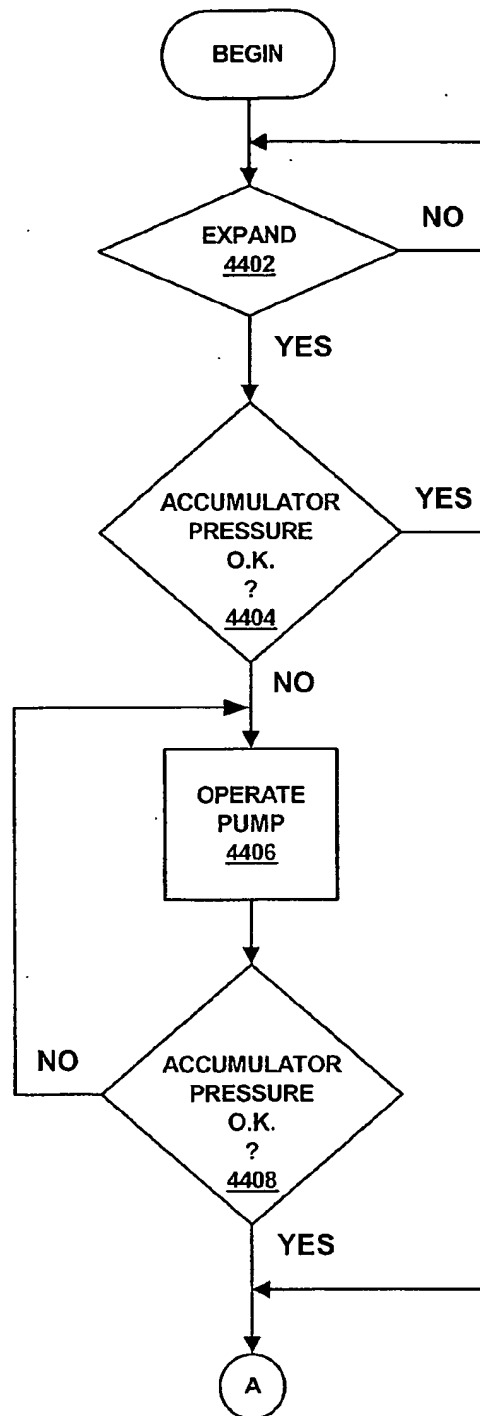 BEGIN
EXPAND
4402
NO
YES
ACCUMULATOR
PRESSURE
O.K.
?
4404
YES
NO
OPERATE
PUMP
4406
ACCUMULATOR
PRESSURE
O.K.
?
4408
NO
YES
A